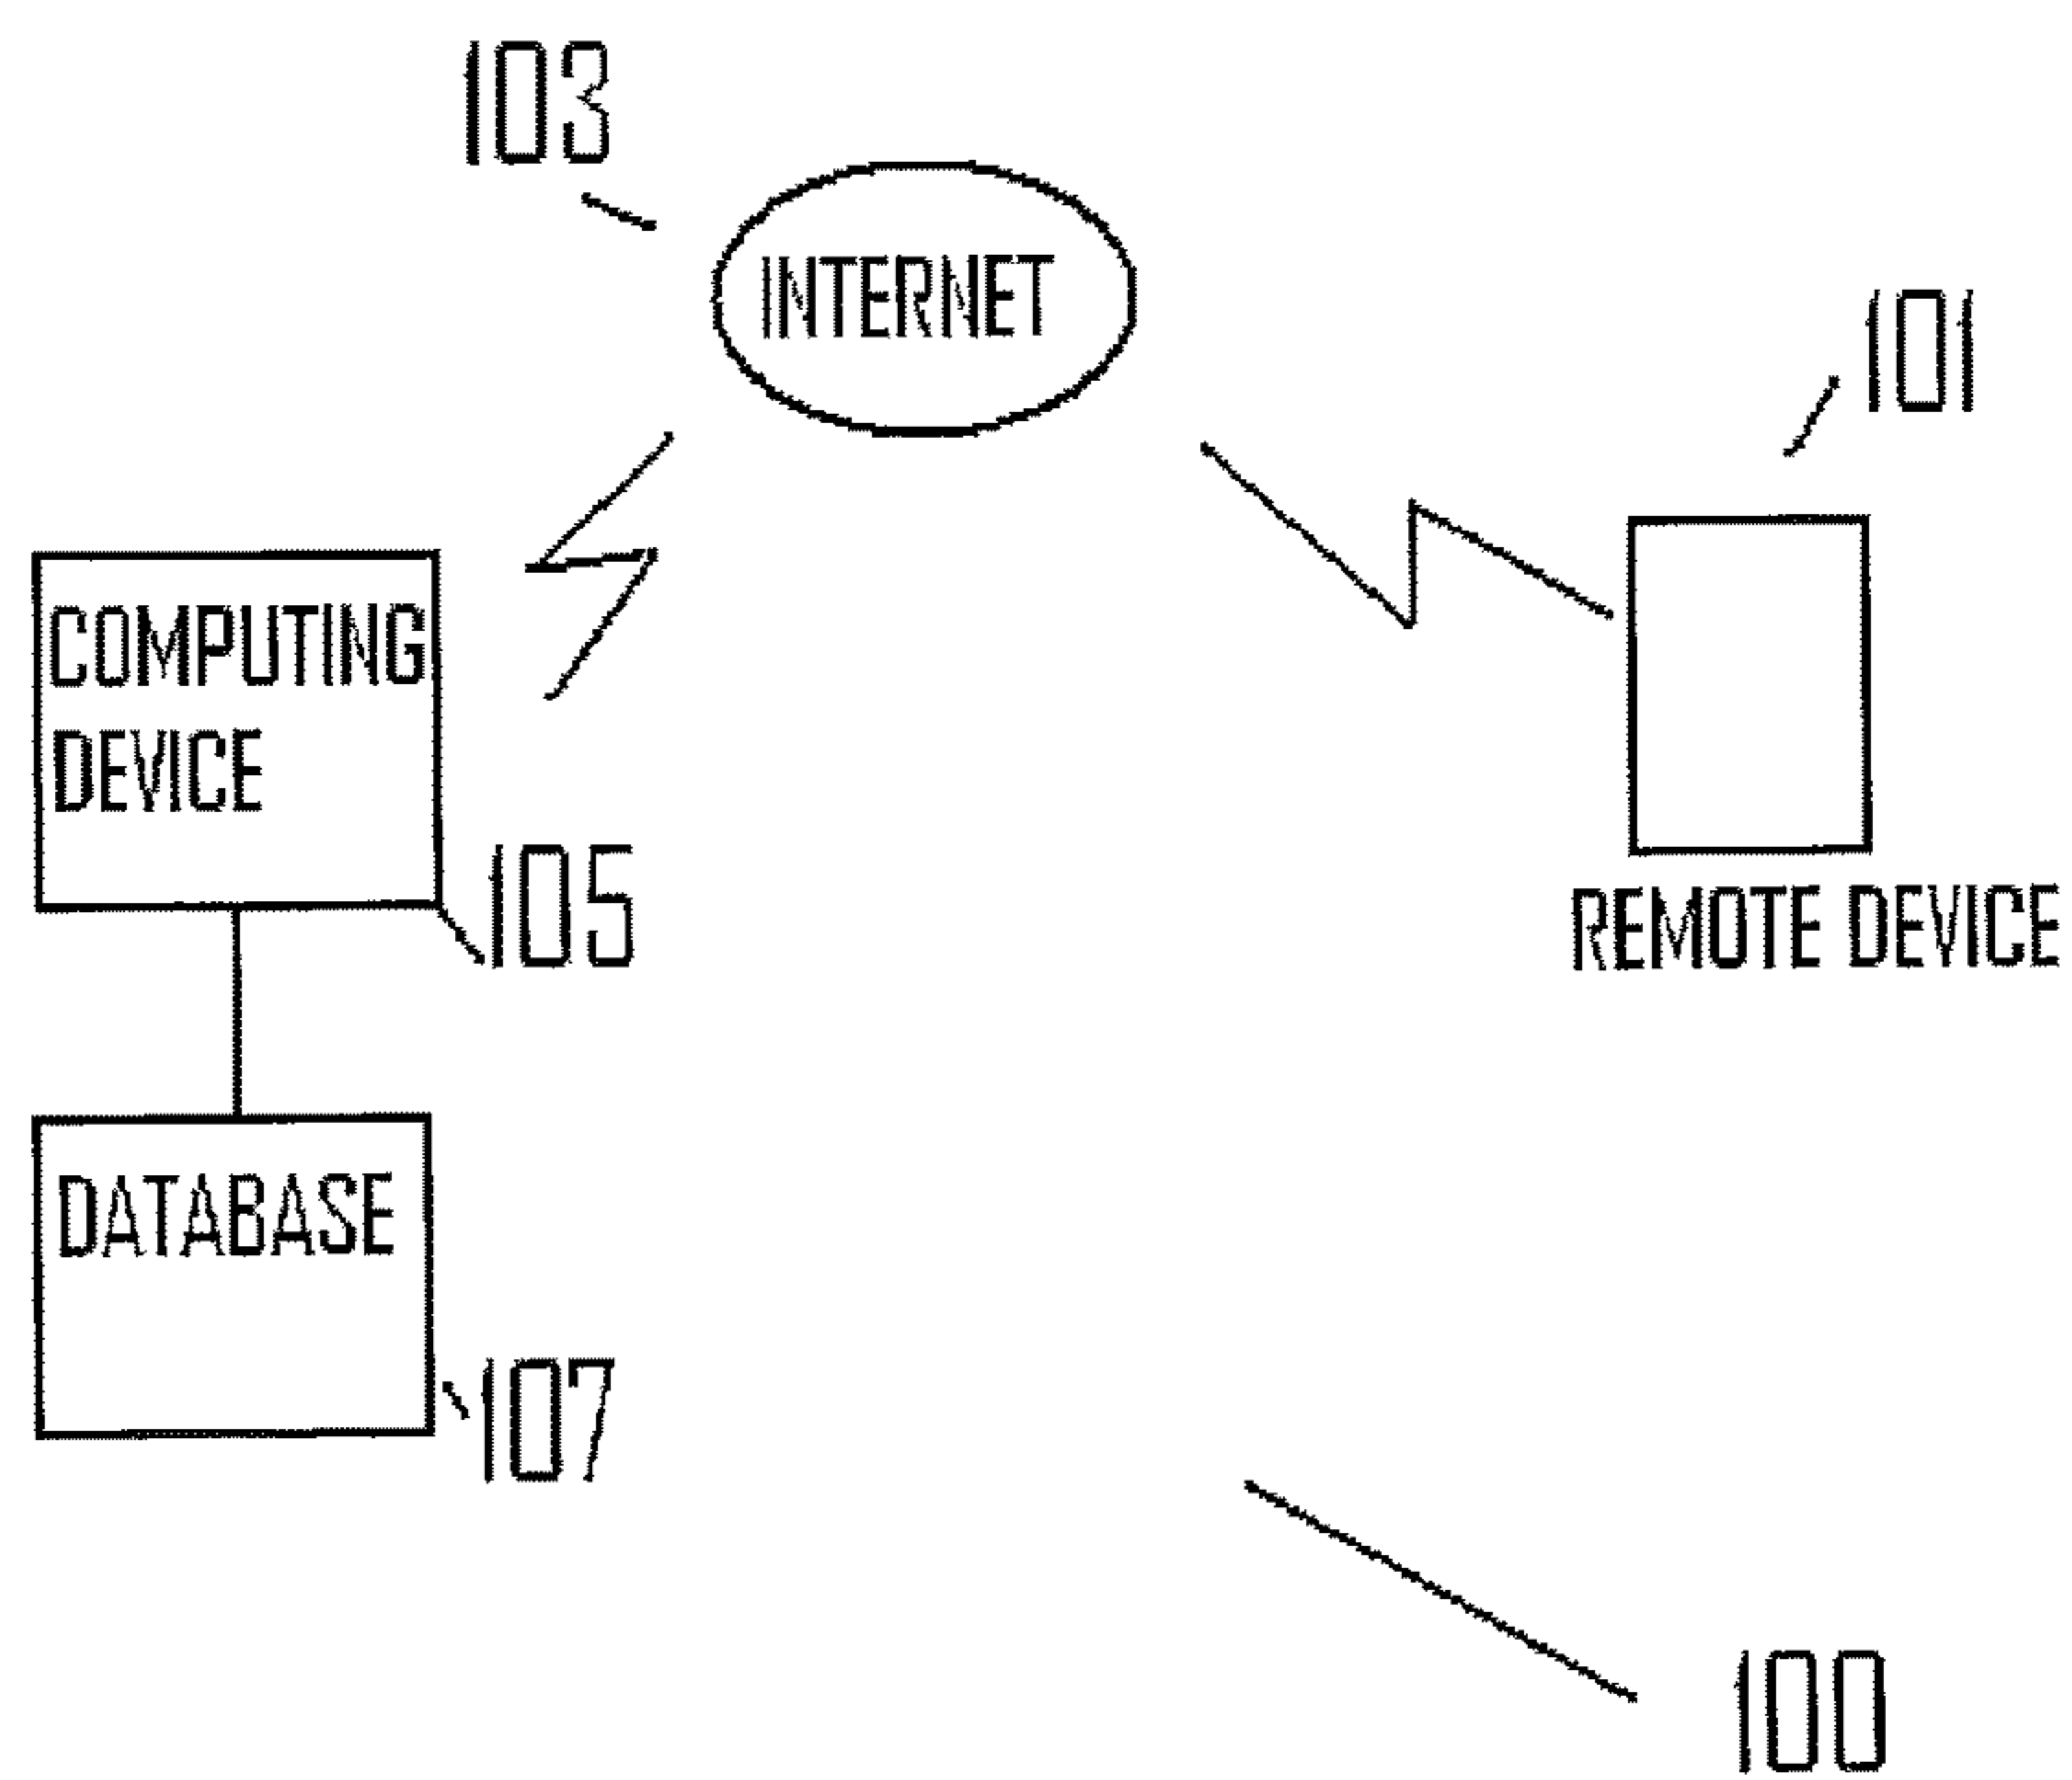 103
INTERNET
101
COMPUTING
DEVICE
105
REMOTE DEVICE
DATABASE
107
100